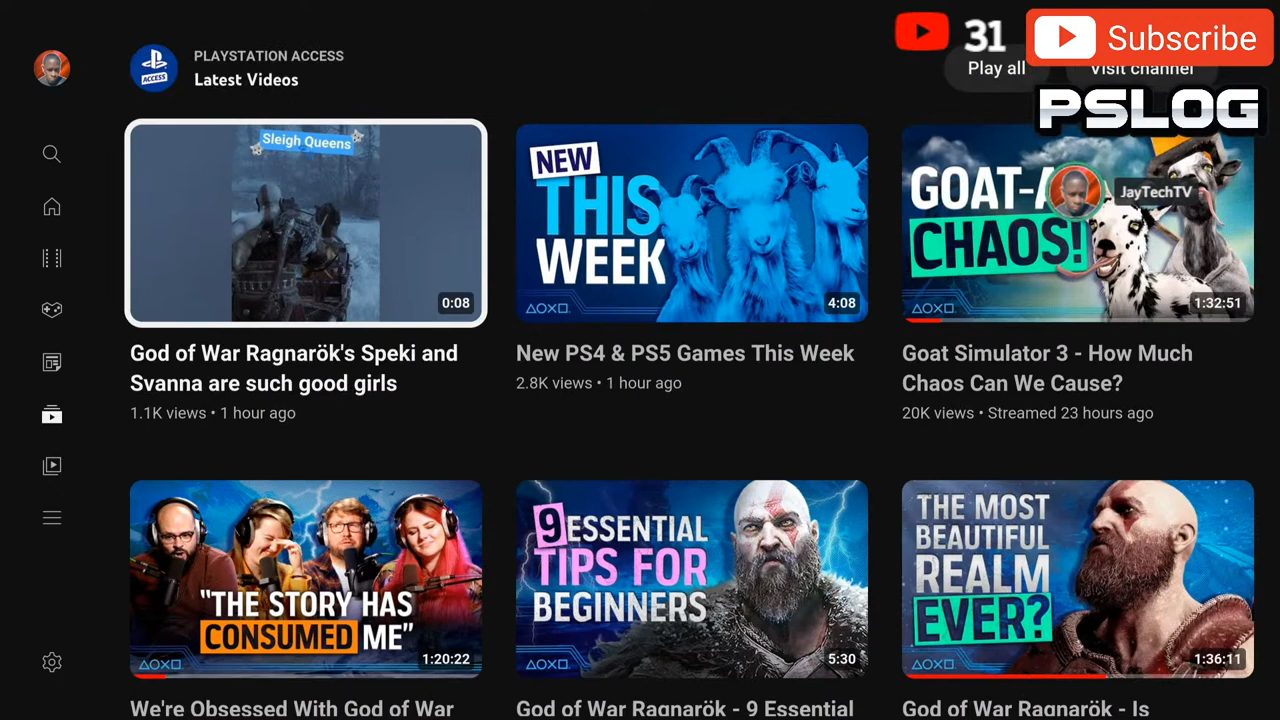 31
Subscribe
PLAYSTATION ACCESS
Latest Videos
Play all
Visit channel
PSLOG
ACCESS
Sleigh Queens
0:08
NEW
THIS
WEEK
4:08
GOAT-A
CHAOS!
JayTechTV
1:32:51
God of War Ragnarök's Speki and
Svanna are such good girls
1.1K views • 1 hour ago
New PS4 & PS5 Games This Week
2.8K views • 1 hour ago
Goat Simulator 3 - How Much
Chaos Can We Cause?
20K views • Streamed 23 hours ago
"THE STORY HAS
CONSUMED ME"
1:20:22
9 ESSENTIAL
TIPS FOR
BEGINNERS
5:30
THE MOST
BEAUTIFUL
REALM
EVER?
1:36:11
We're Obsessed With God of War
God of War Ragnarök - 9 Essential
God of War Ragnarök - Is